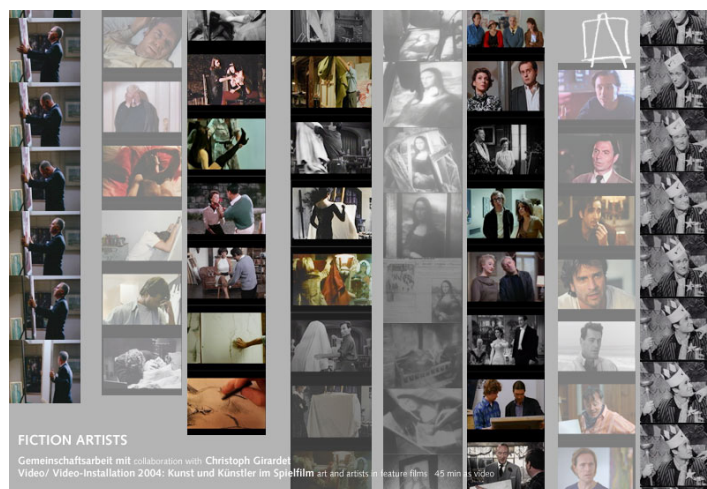 FICTION ARTISTS
Gemeinschaftsarbeit mit collaboration with Christoph Girardet
Video/ Video-Installation 2004: Kunst und Künstler im Spielfilm art and artists in feature films 45 min as video